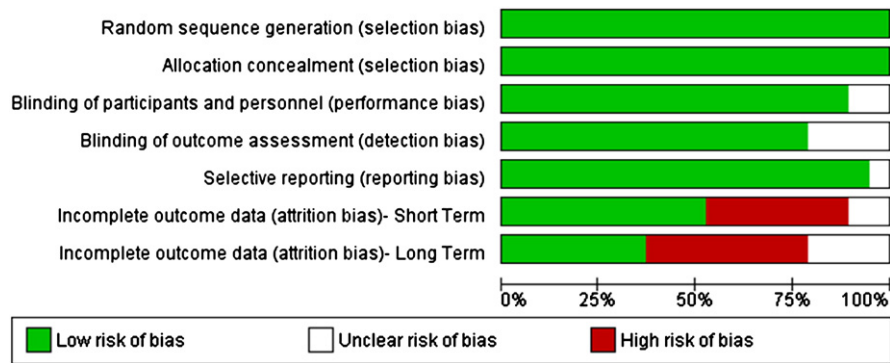 Random sequence generation (selection bias)
Allocation concealment (selection bias)
Blinding of participants and personnel (performance bias)
Blinding of outcome assessment (detection bias)
Selective reporting (reporting bias)
Incomplete outcome data (attrition bias)- Short Term
Incomplete outcome data (attrition bias)- Long Term
0% 25% 50% 75% 100%
Low risk of bias Unclear risk of bias High risk of bias